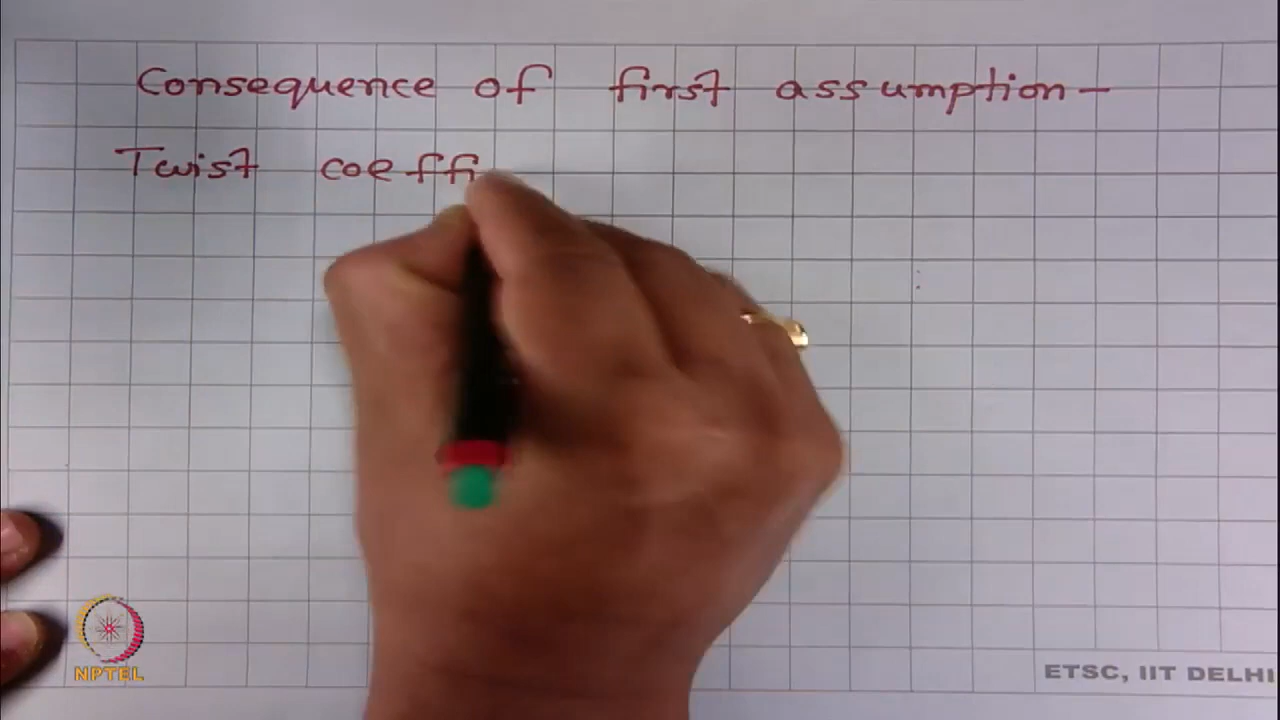 Consequence of first assumption-
Twist coeffi
NPTEL
ETSC, IIT DELHI